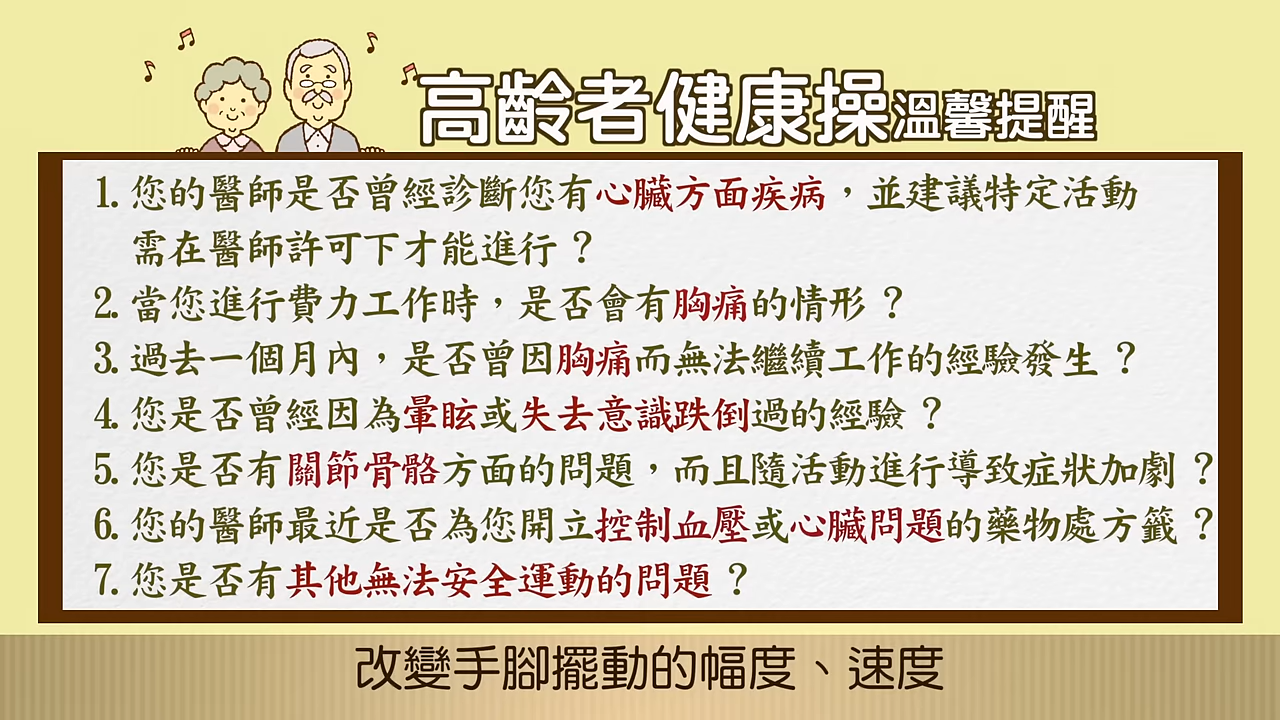 高齡者健康操溫馨提醒
1. 您的醫師是否曾經診斷您有心臟方面疾病，並建議特定活動
需在醫師許可下才能進行？
2. 當您進行費力工作時，是否會有胸痛的情形？
3. 過去一個月內，是否曾因胸痛而無法繼續工作的經驗發生？
4. 您是否曾經因為暈眩或失去意識跌倒過的經驗？
5. 您是否有關節骨骼方面的問題，而且隨活動進行導致症狀加劇？
6. 您的醫師最近是否為您開立控制血壓或心臟問題的藥物處方籤？
7. 您是否有其他無法安全運動的問題？
改變手腳擺動的幅度、速度